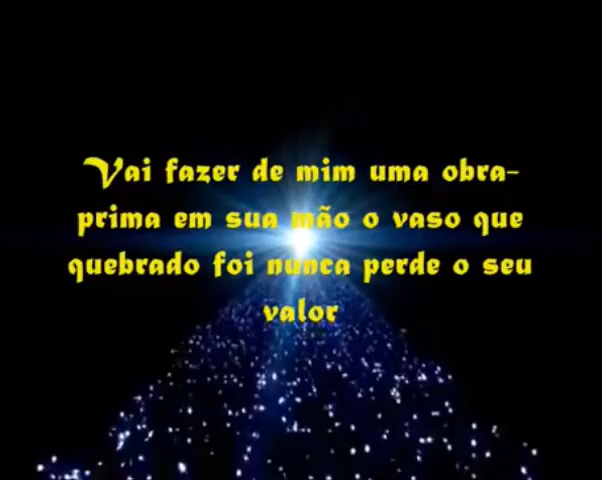 Vai fazer de mim uma obra-
prima em sua mão o vaso que
quebrado foi nunca perde o seu
valor